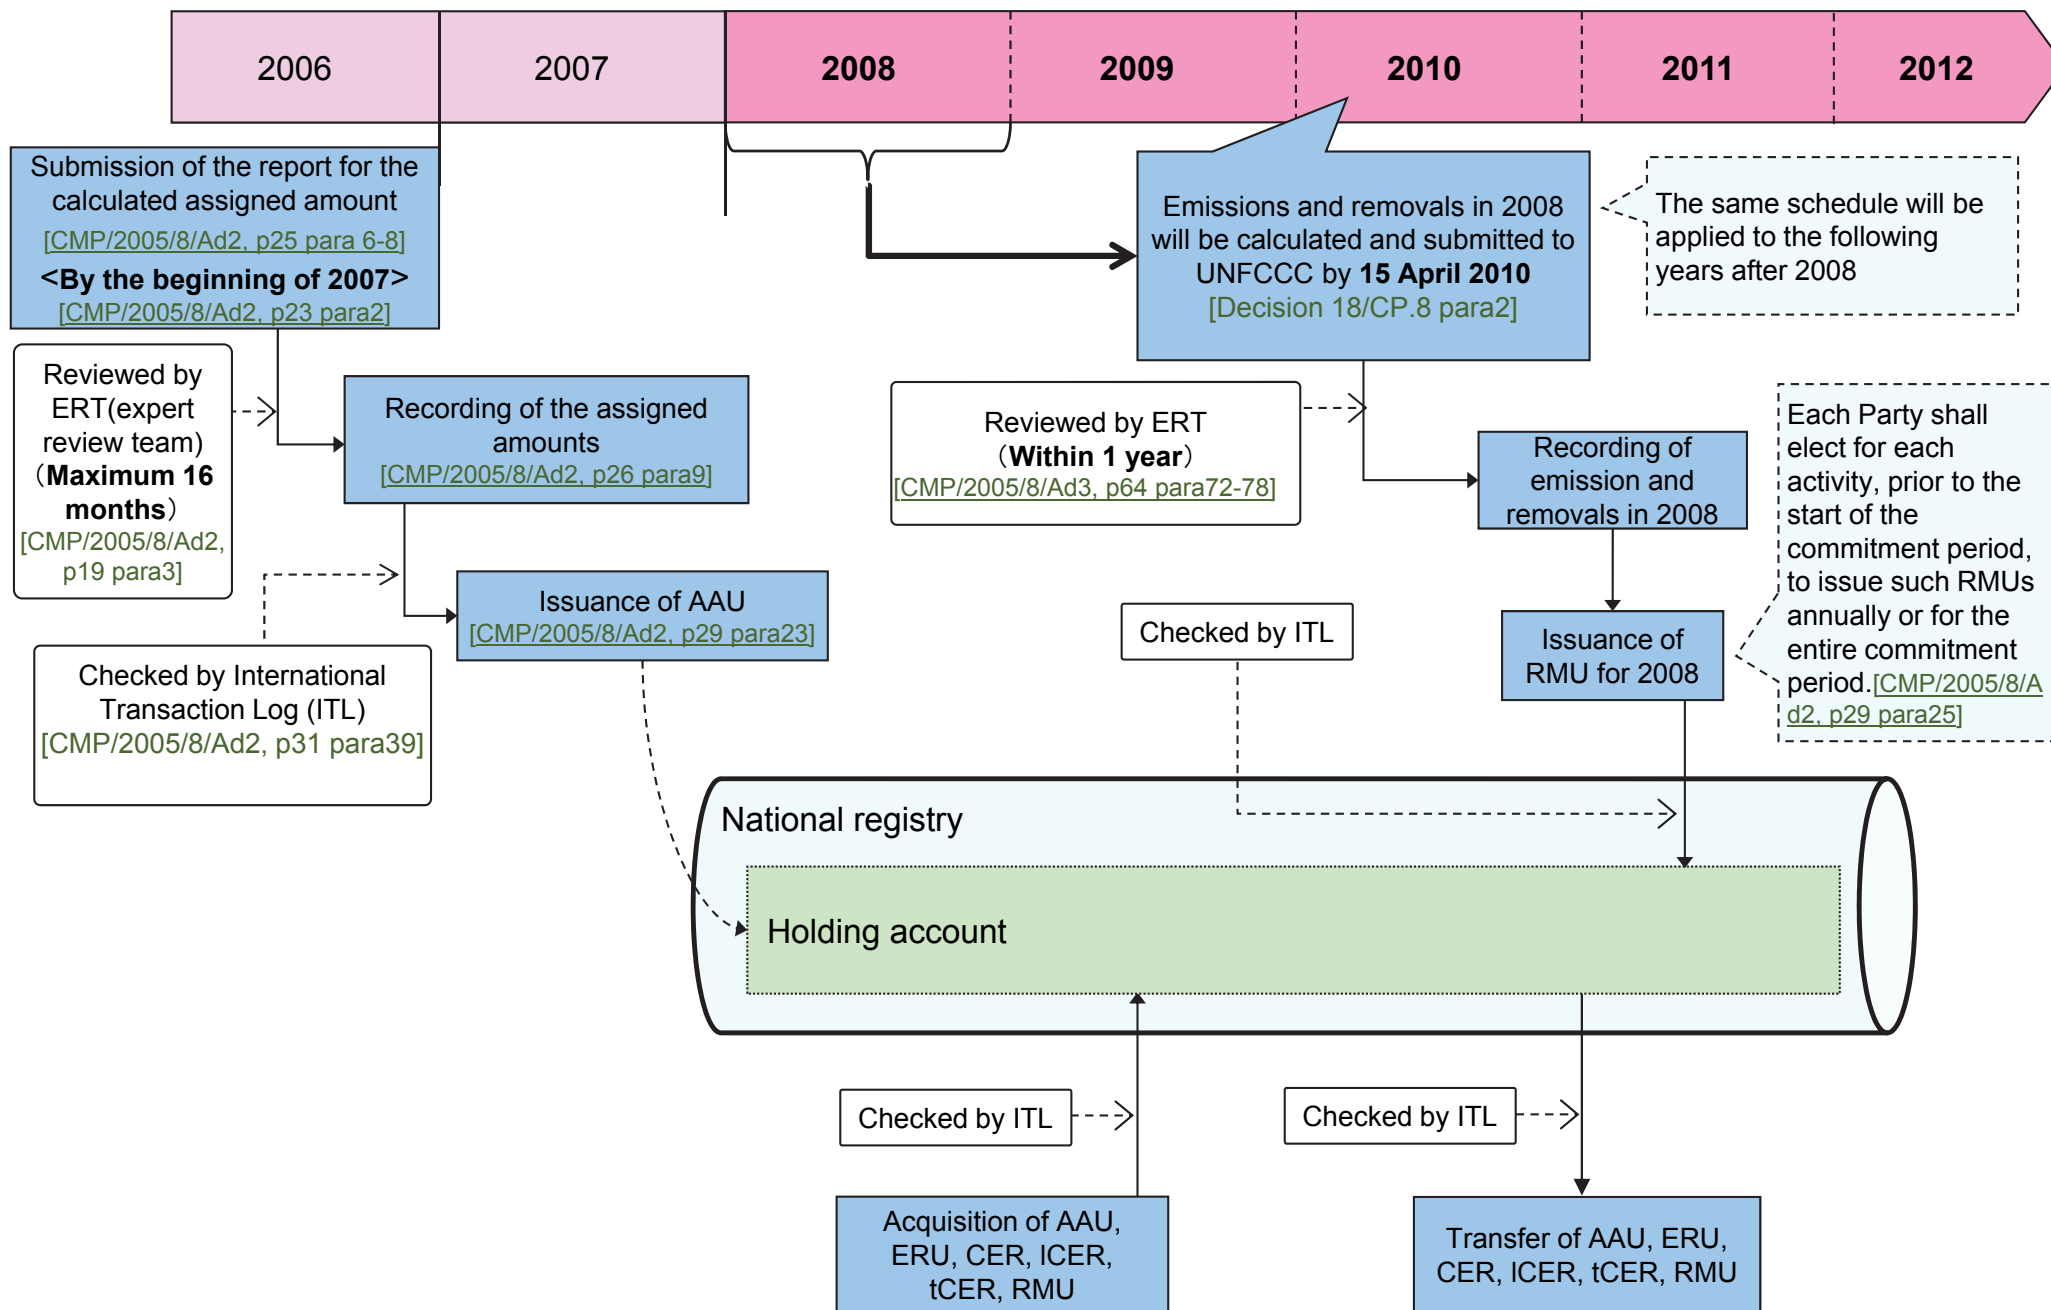 2006
2007
2008
2009
2010
2011
2012
Submission of the report for the
calculated assigned amount
[CMP/2005/8/Ad2, p25 para 6-8]
<By the beginning of 2007>
[CMP/2005/8/Ad2, p23 para2]
Emissions and removals in 2008
will be calculated and submitted to
UNFCCC by 15 April 2010
[Decision 18/CP.8 para2]
The same schedule will be
applied to the following
years after 2008
Reviewed by
ERT(expert
review team)
（Maximum 16
months）
[CMP/2005/8/Ad2,
p19 para3]
Recording of the assigned
amounts
[CMP/2005/8/Ad2, p26 para9]
Reviewed by ERT
（Within 1 year）
[CMP/2005/8/Ad3, p64 para72-78]
Recording of
emission and
removals in 2008
Each Party shall
elect for each
activity, prior to the
start of the
commitment period,
to issue such RMUs
annually or for the
entire commitment
period.[CMP/2005/8/A
d2, p29 para25]
Issuance of AAU
[CMP/2005/8/Ad2, p29 para23]
Checked by ITL
Issuance of
RMU for 2008
Checked by International
Transaction Log (ITL)
[CMP/2005/8/Ad2, p31 para39]
National registry
Holding account
Checked by ITL
Checked by ITL
Acquisition of AAU,
ERU, CER, lCER,
tCER, RMU
Transfer of AAU, ERU,
CER, lCER, tCER, RMU